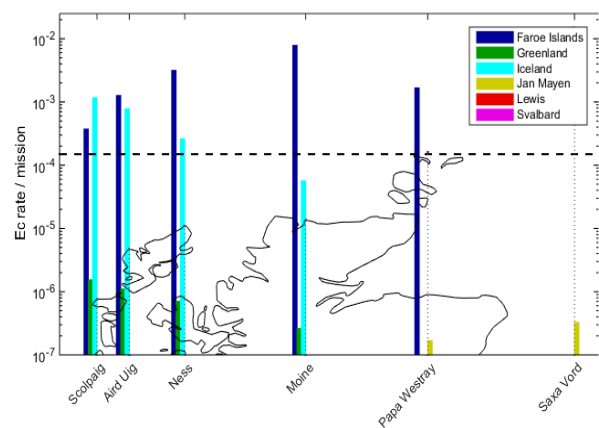 10^-2
10^-3
10^-4
10^-5
10^-6
10^-7
Ec rate / mission
Faroe Islands
Greenland
Iceland
Jan Mayen
Lewis
Svalbard
Scolpaig
Aird Uig
Ness
Moine
Papa Westray
Saxa Vord